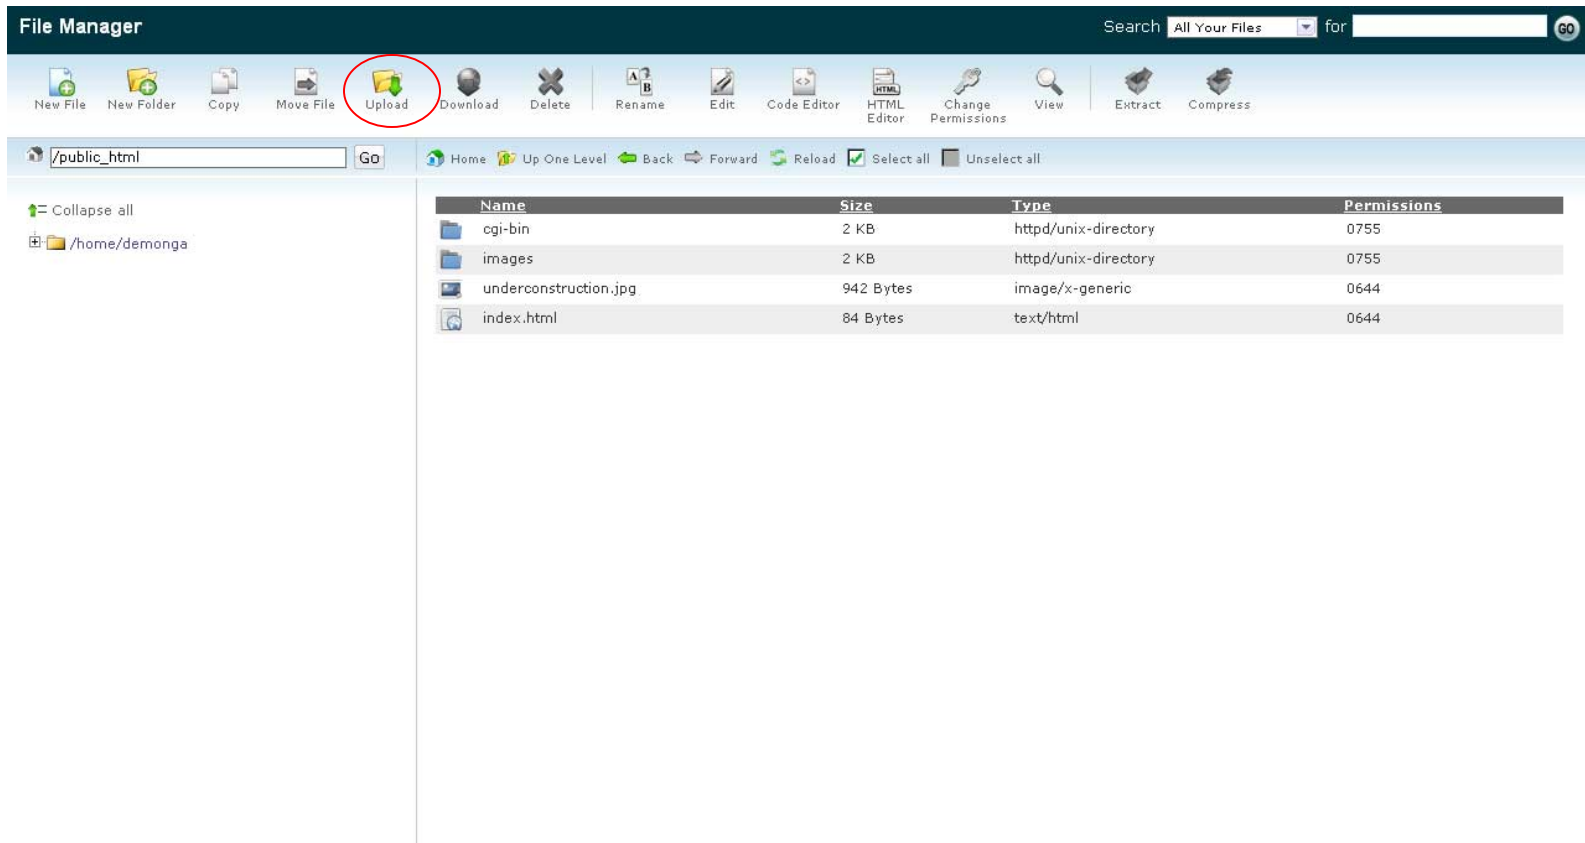 File Manager
Search All Your Files for GO
New File New Folder Copy Move File Upload Download Delete Rename Edit Code Editor HTML Editor Change Permissions View Extract Compress
/public_html Go
Home Up One Level Back Forward Reload Select all Unselect all
Collapse all
/home/demonga
Name Size Type Permissions
cgi-bin 2 KB httpd/unix-directory 0755
images 2 KB httpd/unix-directory 0755
underconstruction.jpg 942 Bytes image/x-generic 0644
index.html 84 Bytes text/html 0644